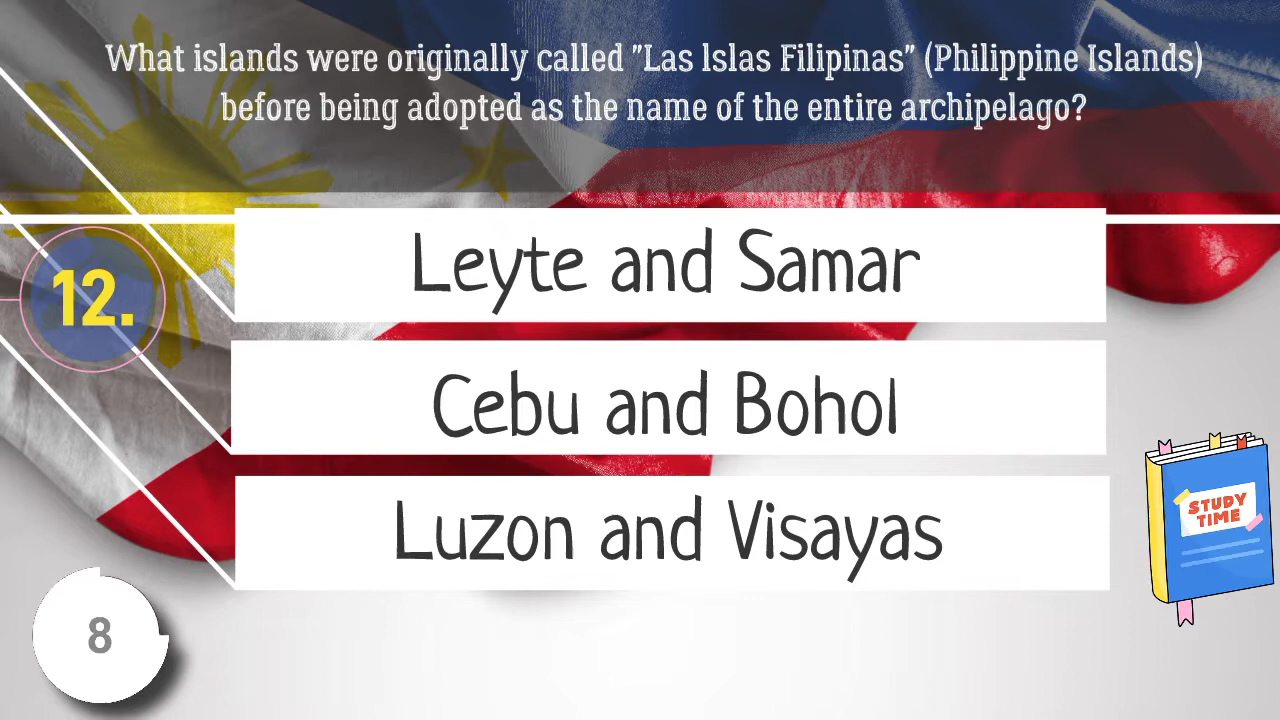 What islands were originally called "Las lslas Filipinas" (Philippine Islands)
before being adopted as the name of the entire archipelago?
12.
Leyte and Samar
Cebu and Bohol
Luzon and Visayas
STUDY
TIME
8